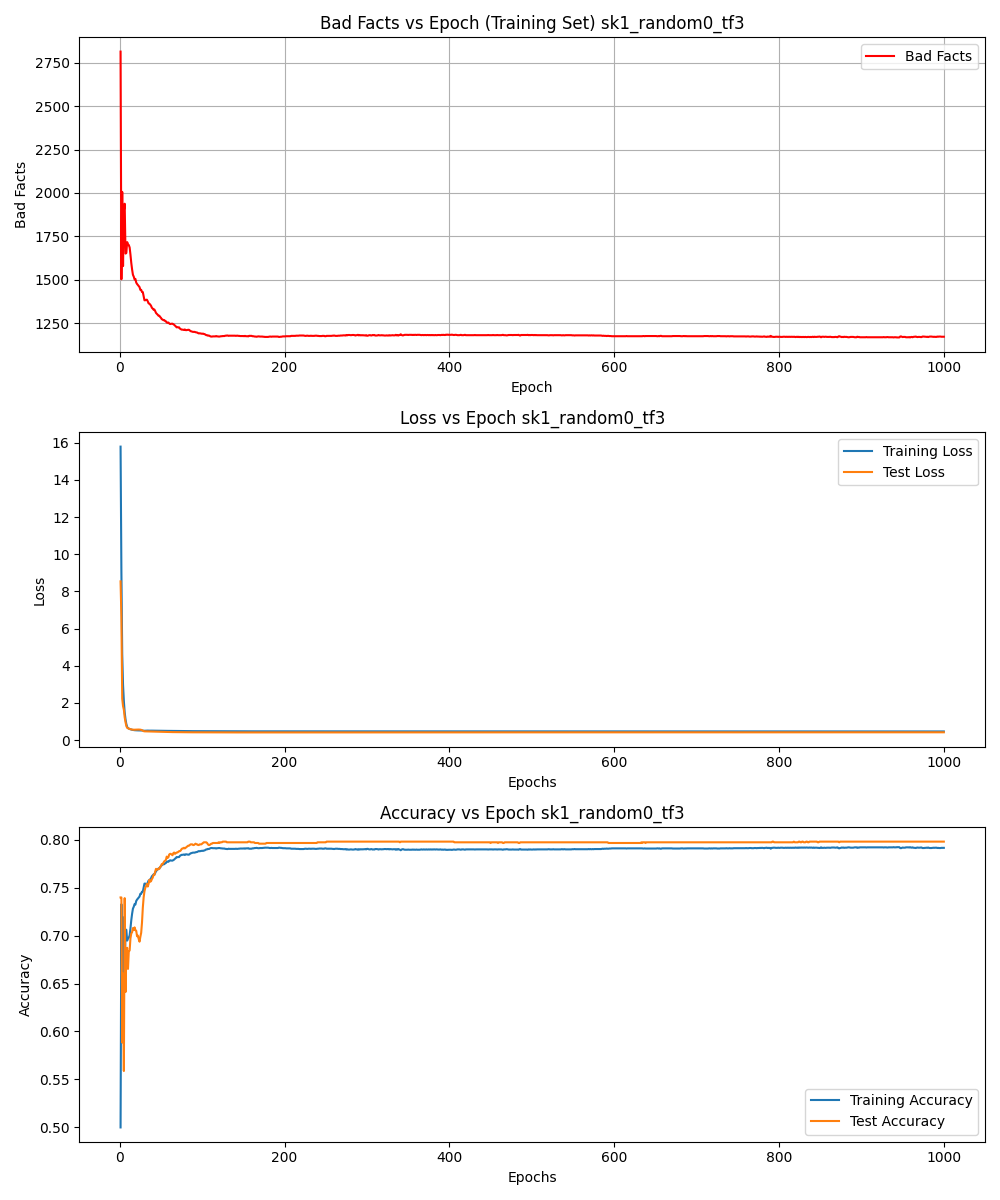 Bad Facts vs Epoch (Training Set) sk1_random0_tf3
Bad Facts
2750
2500
2250
2000
1750
1500
1250
Bad Facts
0 200 400 600 800 1000
Epoch
Loss vs Epoch sk1_random0_tf3
Training Loss
Test Loss
16
14
12
10
8
6
4
2
0
Loss
0 200 400 600 800 1000
Epochs
Accuracy vs Epoch sk1_random0_tf3
0.80
0.75
0.70
0.65
0.60
0.55
0.50
Accuracy
Training Accuracy
Test Accuracy
0 200 400 600 800 1000
Epochs